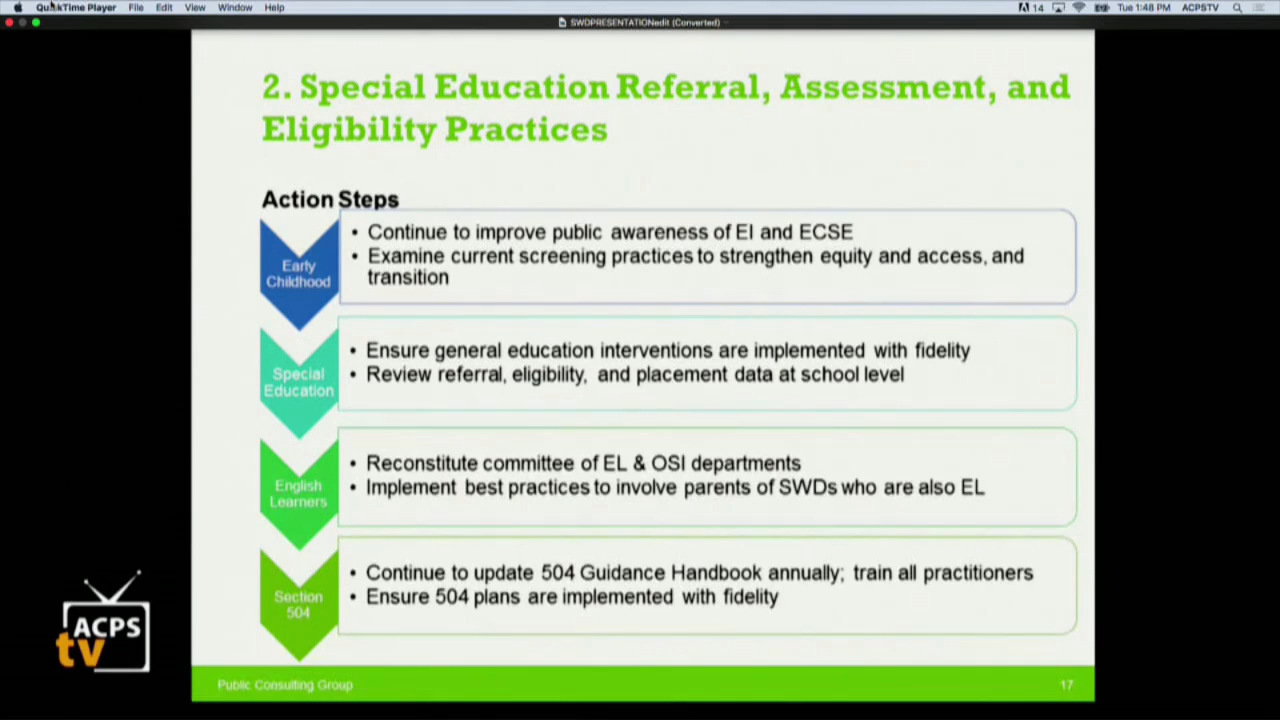 QuickTime Player File Edit View Window Help
14 Tue 1:48 PM ACPSTV
SWDPRESENTATIONedit (Converted)
2. Special Education Referral, Assessment, and
Eligibility Practices
Action Steps
Early
Childhood
• Continue to improve public awareness of EI and ECSE
• Examine current screening practices to strengthen equity and access, and
transition
Special
Education
• Ensure general education interventions are implemented with fidelity
• Review referral, eligibility, and placement data at school level
English
Learners
• Reconstitute committee of EL & OSI departments
• Implement best practices to involve parents of SWDs who are also EL
Section
504
• Continue to update 504 Guidance Handbook annually; train all practitioners
• Ensure 504 plans are implemented with fidelity
ACPS
tv
Public Consulting Group
17